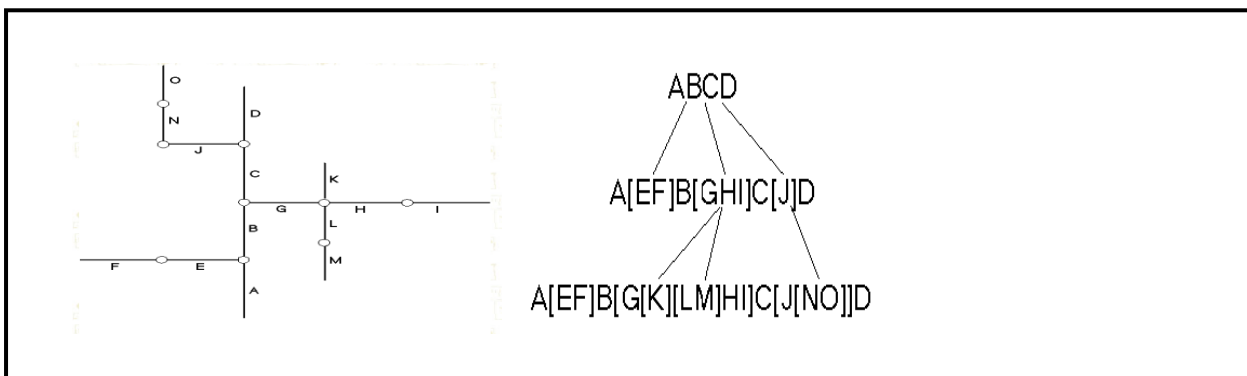 O
D
N
J
C
K
G
H
I
B
L
F
E
M
A
ABCD
A[EF]B[GHI]C[J]D
A[EF]B[G[K][LM]HI]C[J[NO]]D